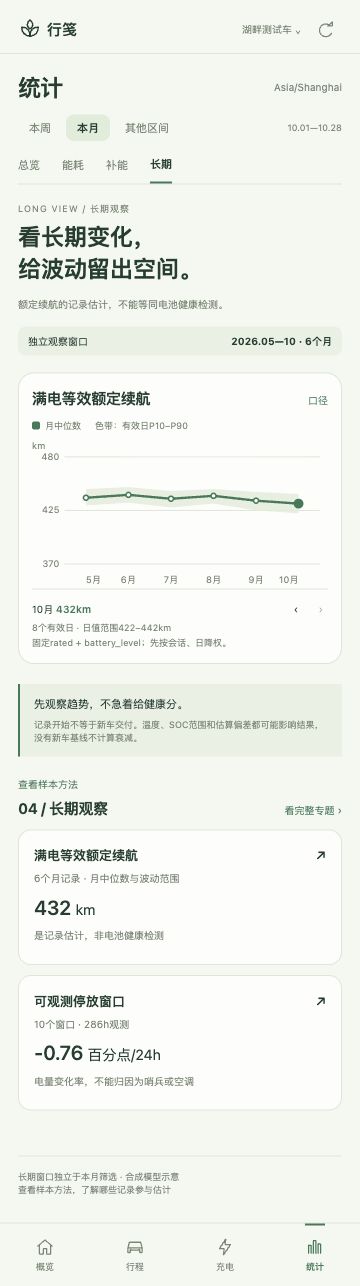 行笺
湖畔测试车
统计
Asia/Shanghai
本周 本月 其他区间 10.01—10.28
总览 能耗 补能 长期
LONG VIEW / 长期观察
看长期变化，
给波动留出空间。
额定续航的记录估计，不能等同电池健康检测。
独立观察窗口 2026.05—10 · 6个月
满电等效额定续航 口径
月中位数 色带：有效日P10–P90
km
480
425
370
5月 6月 7月 8月 9月 10月
10月 432km ‹ ›
8个有效日 · 日值范围422–442km
固定rated + battery_level；先按会话、日降权。
先观察趋势，不急着给健康分。
记录开始不等于新车交付。温度、SOC范围和估算偏差都可能影响结果，
没有新车基线不计算衰减。
查看样本方法
04 / 长期观察 看完整专题 ›
满电等效额定续航
6个月记录 · 月中位数与波动范围
432 km
是记录估计，非电池健康检测
可观测停放窗口
10个窗口 · 286h观测
-0.76 百分点/24h
电量变化率，不能归因为哨兵或空调
长期窗口独立于本月筛选 · 合成模型示意
查看样本方法，了解哪些记录参与估计
概览 行程 充电 统计